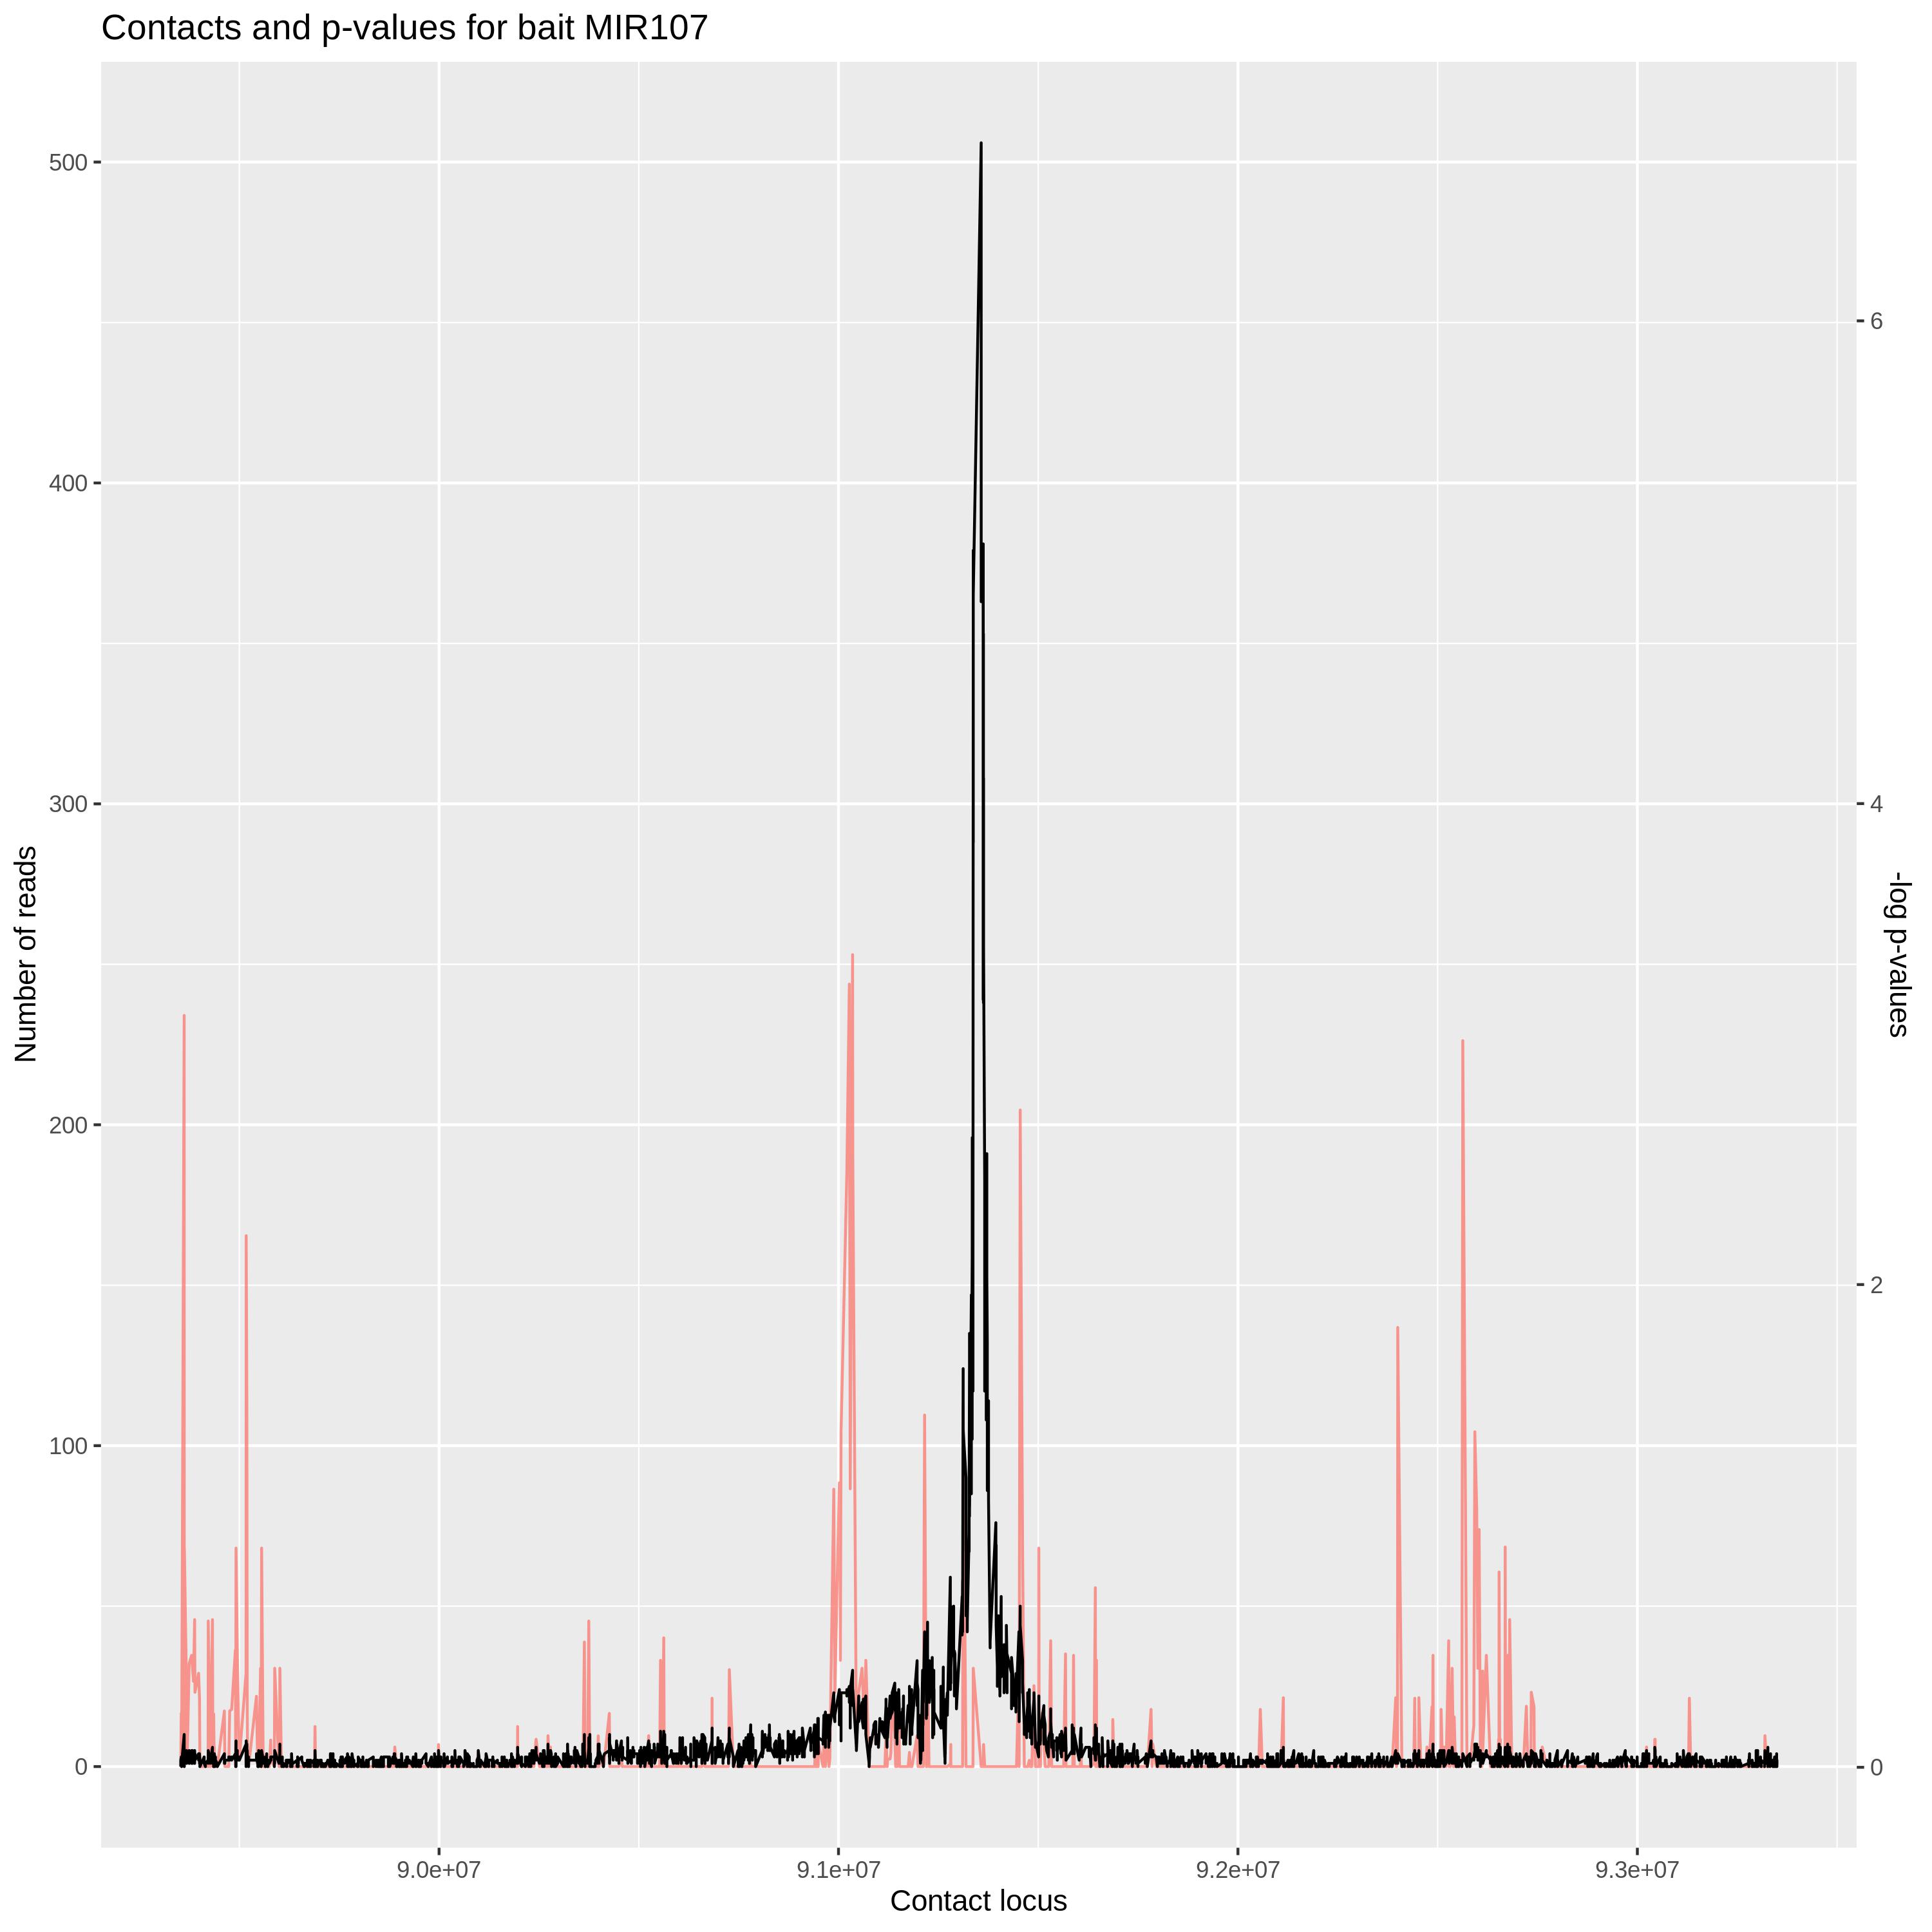 Contacts and p-values for bait MIR107
500
400
300
200
100
0
Number of reads
6
4
2
0
-log p-values
9.0e+07
9.1e+07
9.2e+07
9.3e+07
Contact locus